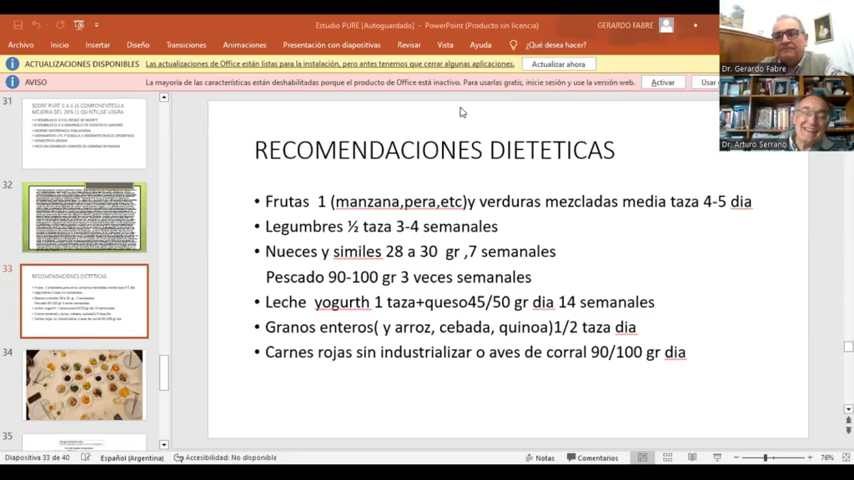 Estudio PURE [Autoguardado] - PowerPoint (Producto sin licencia)
GERARDO FABRE
Archivo Inicio Insertar Diseño Transiciones Animaciones Presentación con diapositivas Revisar Vista Ayuda ¿Qué desea hacer?
ACTUALIZACIONES DISPONIBLES Las actualizaciones de Office están listas para la instalación, pero antes tenemos que cerrar algunas aplicaciones. Actualizar ahora
AVISO La mayoría de las características están deshabilitadas porque el producto de Office está inactivo. Para usarlas gratis, inicie sesión y use la versión web. Activar Usar
Dr. Gerardo Fabre
Dr. Arturo Serrano
31
32
33
RECOMENDACIONES DIETETICAS
34
35
RECOMENDACIONES DIETETICAS
• Frutas 1 (manzana,pera,etc)y verduras mezcladas media taza 4-5 dia
• Legumbres ½ taza 3-4 semanales
• Nueces y similes 28 a 30 gr ,7 semanales
Pescado 90-100 gr 3 veces semanales
• Leche yogurth 1 taza+queso45/50 gr dia 14 semanales
• Granos enteros( y arroz, cebada, quinoa)1/2 taza dia
• Carnes rojas sin industrializar o aves de corral 90/100 gr dia
Diapositiva 33 de 40 Español (Argentina) Accesibilidad: No disponible Notas Comentarios 76%